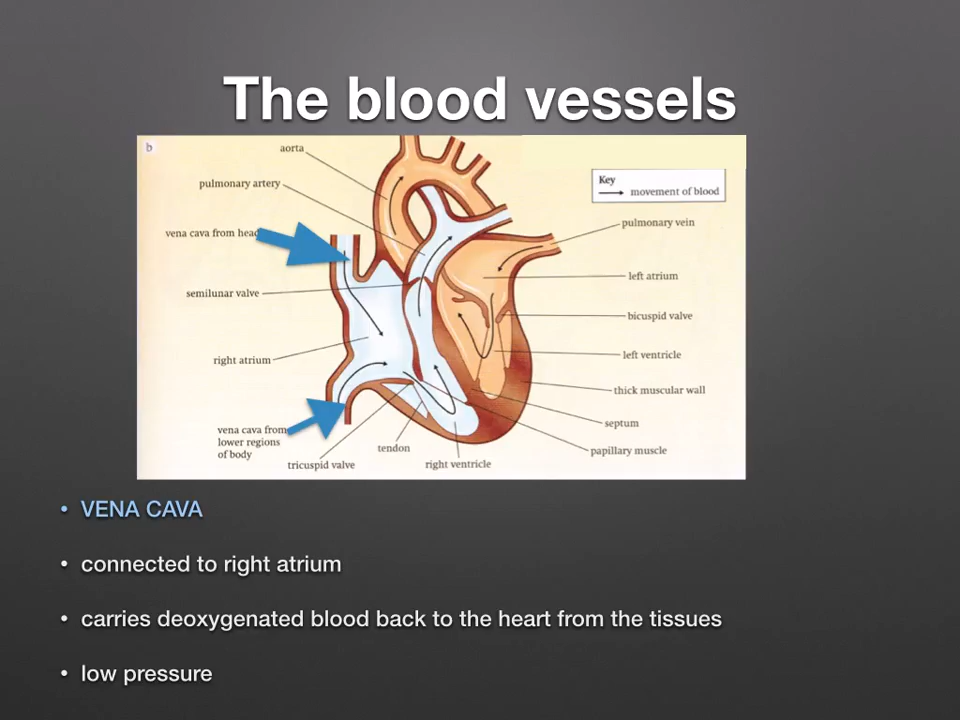 The blood vessels
b
aorta
Key
movement of blood
pulmonary artery
pulmonary vein
vena cava from head
left atrium
semilunar valve
bicuspid valve
right atrium
left ventricle
thick muscular wall
septum
vena cava from
lower regions
of body
tendon
papillary muscle
tricuspid valve
right ventricle
• VENA CAVA
• connected to right atrium
• carries deoxygenated blood back to the heart from the tissues
• low pressure